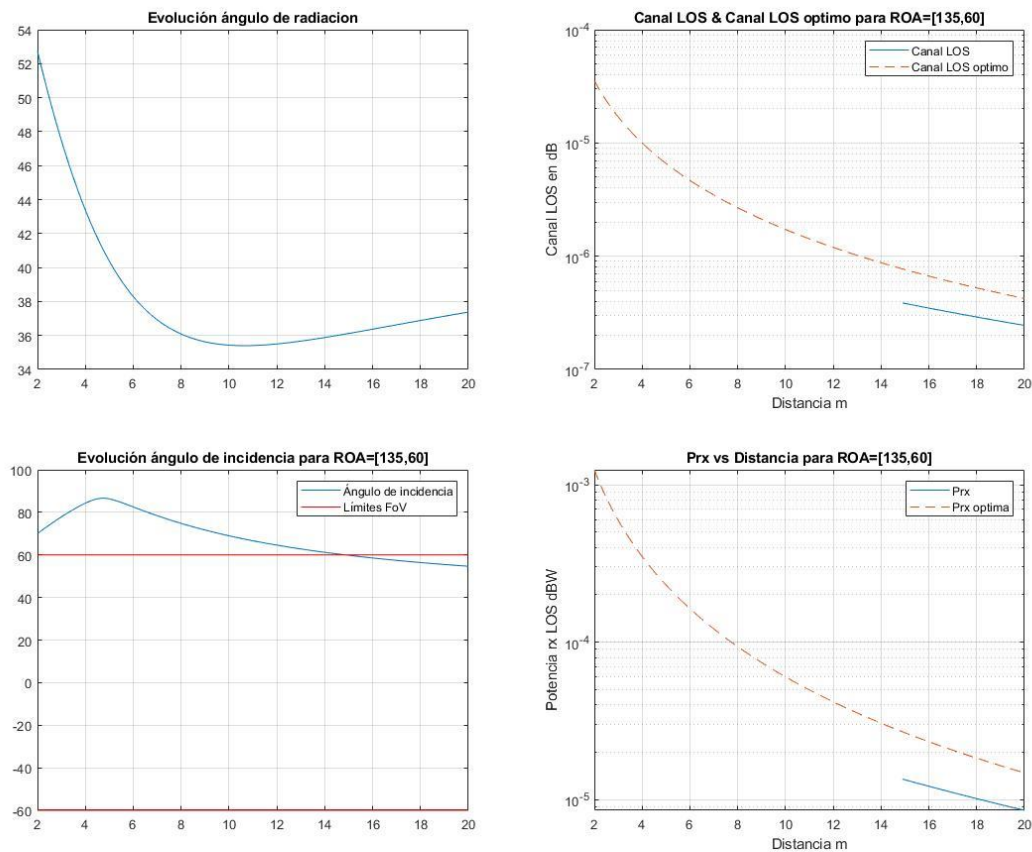 Evolución ángulo de radiacion
54
52
50
48
46
44
42
40
38
36
34
2 4 6 8 10 12 14 16 18 20
Canal LOS & Canal LOS optimo para ROA=[135,60]
Canal LOS
Canal LOS optimo
10-4
10-5
10-6
10-7
Canal LOS en dB
2 4 6 8 10 12 14 16 18 20
Distancia m
Evolución ángulo de incidencia para ROA=[135,60]
Ángulo de incidencia
Límites FoV
100
80
60
40
20
0
-20
-40
-60
2 4 6 8 10 12 14 16 18 20
Prx vs Distancia para ROA=[135,60]
Prx
Prx optima
10-3
10-4
10-5
Potencia rx LOS dBW
2 4 6 8 10 12 14 16 18 20
Distancia m